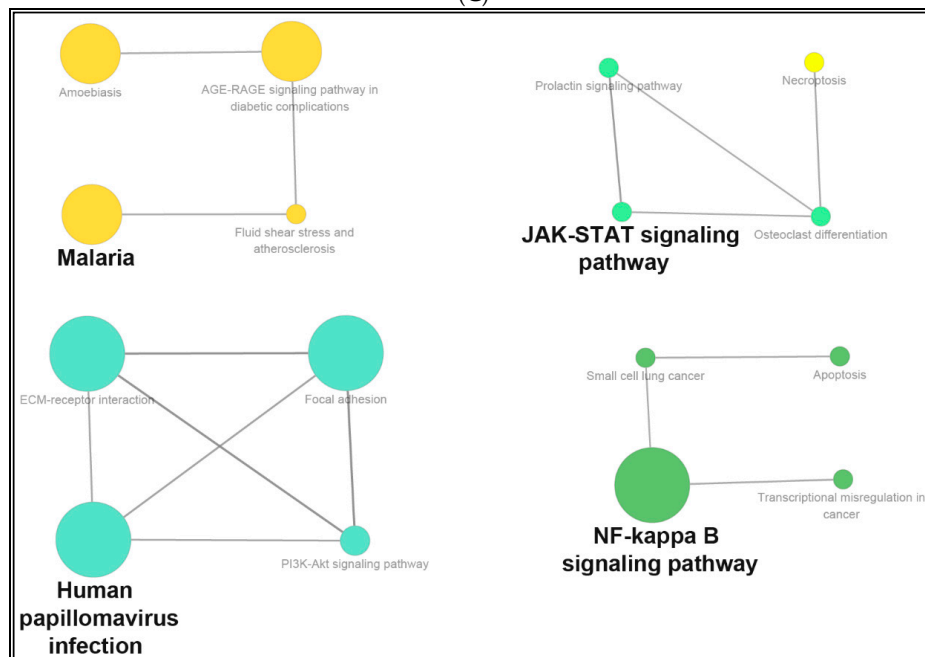 (C)
Amoebiasis
AGE-RAGE signaling pathway in
diabetic complications
Fluid shear stress and
atherosclerosis
Malaria
Prolactin signaling pathway
Necroptosis
JAK-STAT signaling
pathway
Osteoclast differentiation
ECM-receptor interaction
Focal adhesion
PI3K-Akt signaling pathway
Human
papillomavirus
infection
Small cell lung cancer
Apoptosis
Transcriptional misregulation in
cancer
NF-kappa B
signaling pathway